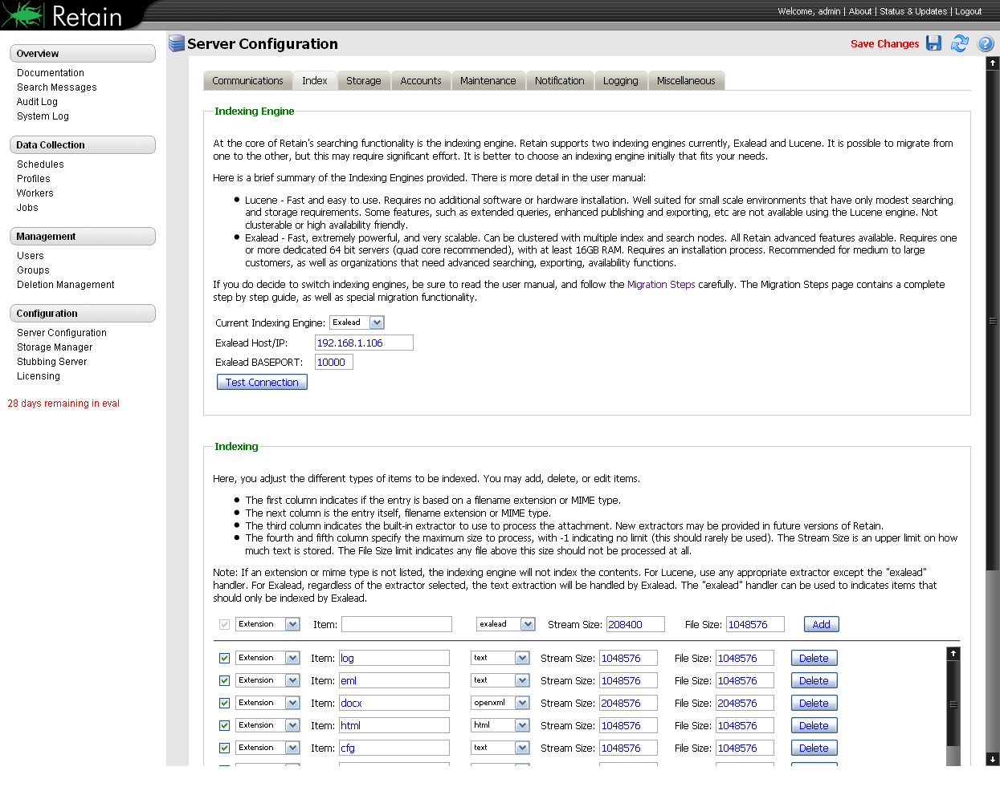 Retain
Welcome, admin | About | Status & Updates | Logout
Overview
Documentation
Search Messages
Audit Log
System Log
Data Collection
Schedules
Profiles
Workers
Jobs
Management
Users
Groups
Deletion Management
Configuration
Server Configuration
Storage Manager
Stubbing Server
Licensing
28 days remaining in eval
Server Configuration
Save Changes
Communications Index Storage Accounts Maintenance Notification Logging Miscellaneous
Indexing Engine
At the core of Retain's searching functionality is the indexing engine. Retain supports two indexing engines currently, Exalead and Lucene. It is possible to migrate from
one to the other, but this may require significant effort. It is better to choose an indexing engine initially that fits your needs.
Here is a brief summary of the Indexing Engines provided. There is more detail in the user manual:
• Lucene - Fast and easy to use. Requires no additional software or hardware installation. Well suited for small scale environments that have only modest searching
and storage requirements. Some features, such as extended queries, enhanced publishing and exporting, etc are not available using the Lucene engine. Not
clusterable or high availability friendly.
• Exalead - Fast, extremely powerful, and very scalable. Can be clustered with multiple index and search nodes. All Retain advanced features available. Requires one
or more dedicated 64 bit servers (quad core recommended), with at least 16GB RAM. Requires an installation process. Recommended for medium to large
customers, as well as organizations that need advanced searching, exporting, availability functions.
If you do decide to switch indexing engines, be sure to read the user manual, and follow the Migration Steps carefully. The Migration Steps page contains a complete
step by step guide, as well as special migration functionality.
Current Indexing Engine: Exalead
Exalead Host/IP: 192.168.1.106
Exalead BASEPORT: 10000
Test Connection
Indexing
Here, you adjust the different types of items to be indexed. You may add, delete, or edit items.
• The first column indicates if the entry is based on a filename extension or MIME type.
• The next column is the entry itself, filename extension or MIME type.
• The third column indicates the built-in extractor to use to process the attachment. New extractors may be provided in future versions of Retain.
• The fourth and fifth column specify the maximum size to process, with -1 indicating no limit (this should rarely be used). The Stream Size is an upper limit on how
much text is stored. The File Size limit indicates any file above this size should not be processed at all.
Note: If an extension or mime type is not listed, the indexing engine will not index the contents. For Lucene, use any appropriate extractor except the "exalead"
handler. For Exalead, regardless of the extractor selected, the text extraction will be handled by Exalead. The "exalead" handler can be used to indicates items that
should only be indexed by Exalead.
Extension Item: exalead Stream Size: 208400 File Size: 1048576 Add
Extension Item: log text Stream Size: 1048576 File Size: 1048576 Delete
Extension Item: eml text Stream Size: 1048576 File Size: 1048576 Delete
Extension Item: docx openxml Stream Size: 2048576 File Size: 2048576 Delete
Extension Item: html html Stream Size: 1048576 File Size: 1048576 Delete
Extension Item: cfg text Stream Size: 1048576 File Size: 1048576 Delete